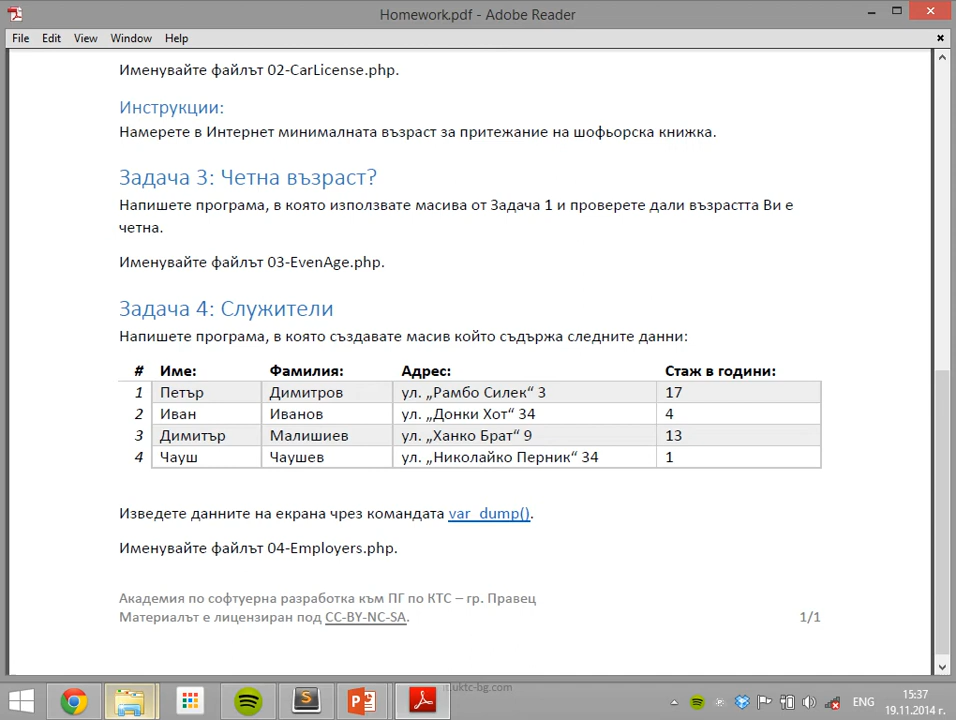 Homework.pdf - Adobe Reader
File Edit View Window Help
Именувайте файлът 02-CarLicense.php.
Инструкции:
Намерете в Интернет минималната възраст за притежание на шофьорска книжка.
Задача 3: Четна възраст?
Напишете програма, в която използвате масива от Задача 1 и проверете дали възрастта Ви е
четна.
Именувайте файлът 03-EvenAge.php.
Задача 4: Служители
Напишете програма, в която създавате масив който съдържа следните данни:
# Име: Фамилия: Адрес: Стаж в години:
1 Петър Димитров ул. „Рамбо Силек“ 3 17
2 Иван Иванов ул. „Донки Хот“ 34 4
3 Димитър Малишиев ул. „Ханко Брат“ 9 13
4 Чауш Чаушев ул. „Николайко Перник“ 34 1
Изведете данните на екрана чрез командата var_dump().
Именувайте файлът 04-Employers.php.
Академия по софтуерна разработка към ПГ по КТС – гр. Правец
Материалът е лицензиран под CC-BY-NC-SA. 1/1
it.uktc-bg.com
ENG 15:37
19.11.2014 г.